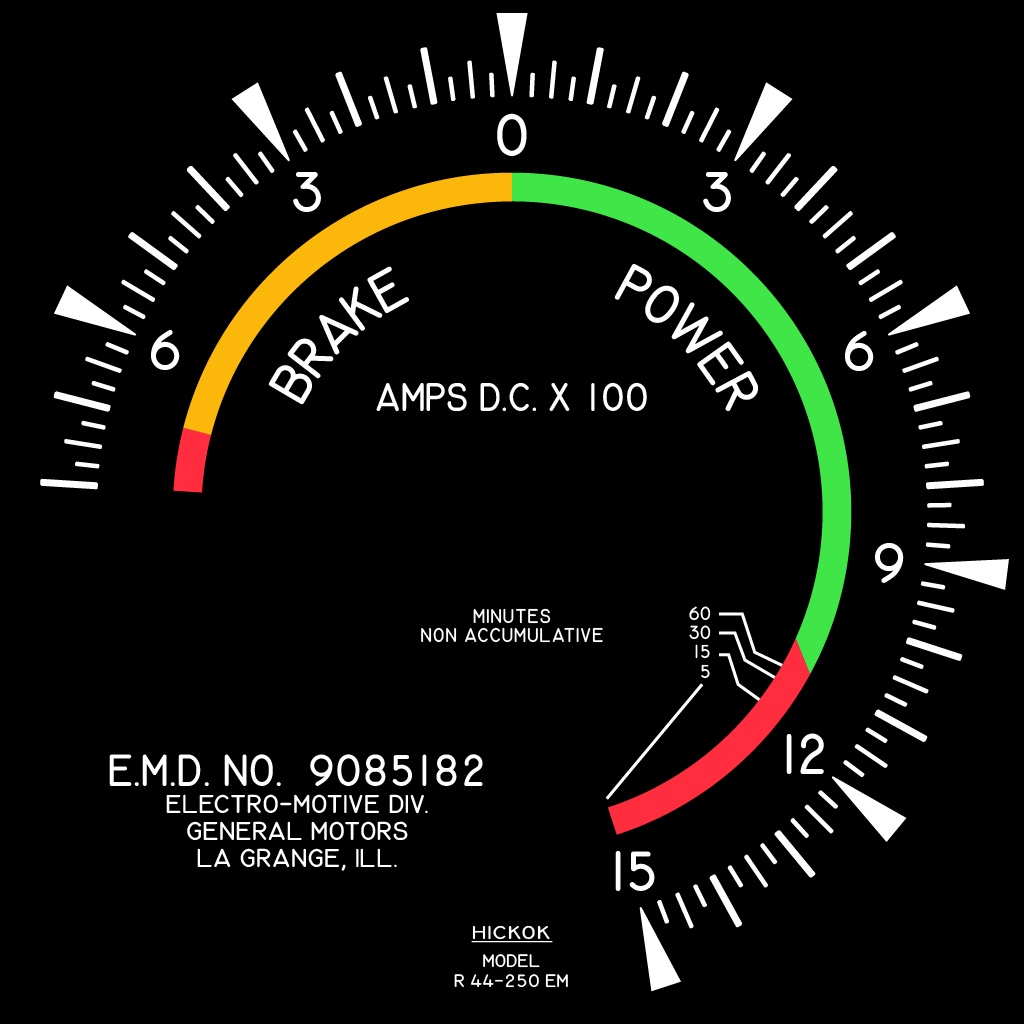 0
3
3
6
6
BRAKE
POWER
AMPS D.C. X 100
9
MINUTES
NON ACCUMULATIVE
60
30
15
5
12
E.M.D. NO. 9085182
ELECTRO-MOTIVE DIV.
GENERAL MOTORS
LA GRANGE, ILL.
15
HICKOK
MODEL
R 44-250 EM